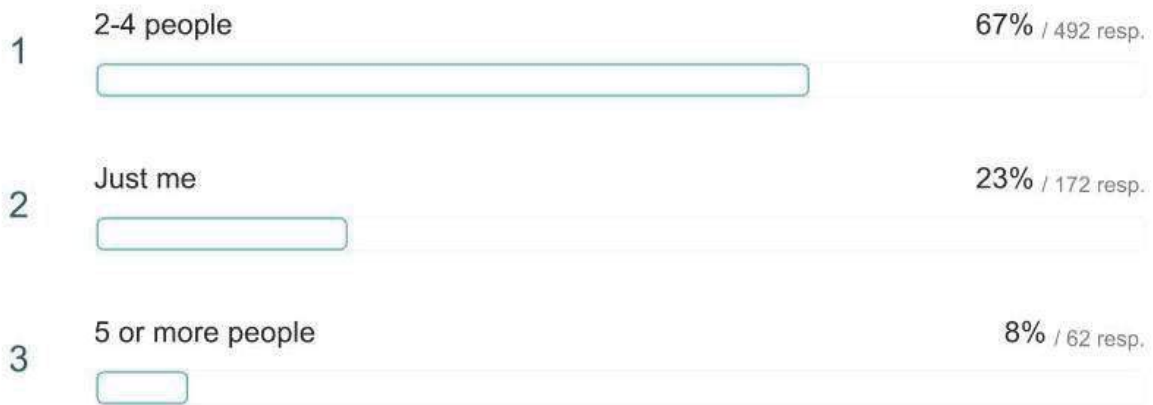 1 2-4 people 67% / 492 resp.
2 Just me 23% / 172 resp.
3 5 or more people 8% / 62 resp.